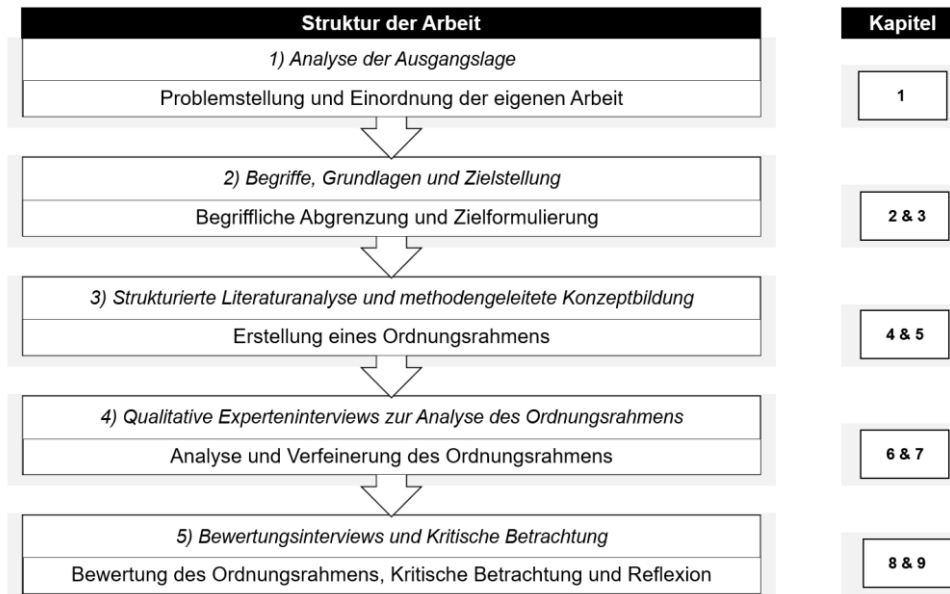 Struktur der Arbeit
Kapitel
1) Analyse der Ausgangslage
Problemstellung und Einordnung der eigenen Arbeit
1
2) Begriffe, Grundlagen und Zielstellung
Begriffliche Abgrenzung und Zielformulierung
2 & 3
3) Strukturierte Literaturanalyse und methodengeleitete Konzeptbildung
Erstellung eines Ordnungsrahmens
4 & 5
4) Qualitative Experteninterviews zur Analyse des Ordnungsrahmens
Analyse und Verfeinerung des Ordnungsrahmens
6 & 7
5) Bewertungsinterviews und Kritische Betrachtung
Bewertung des Ordnungsrahmens, Kritische Betrachtung und Reflexion
8 & 9